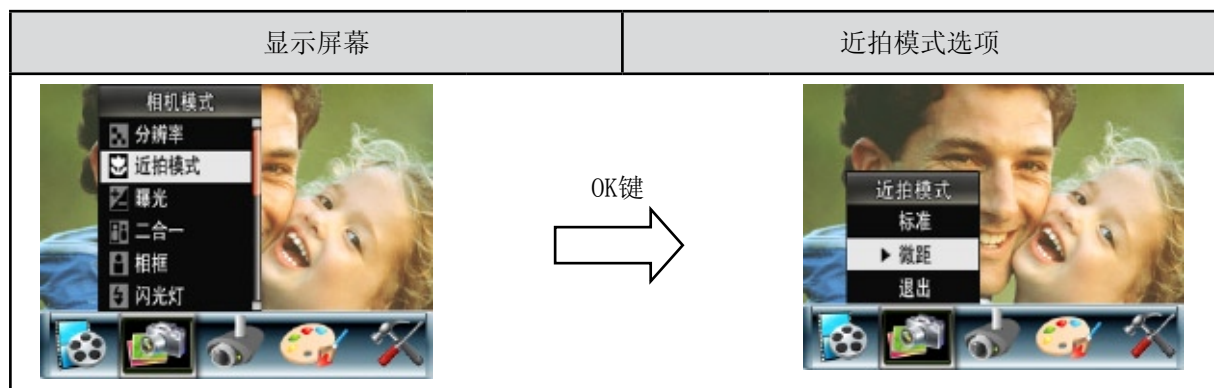 显示屏幕
近拍模式选项
相机模式
分辨率
近拍模式
曝光
二合一
相框
闪光灯
OK键
近拍模式
标准
▶ 微距
退出